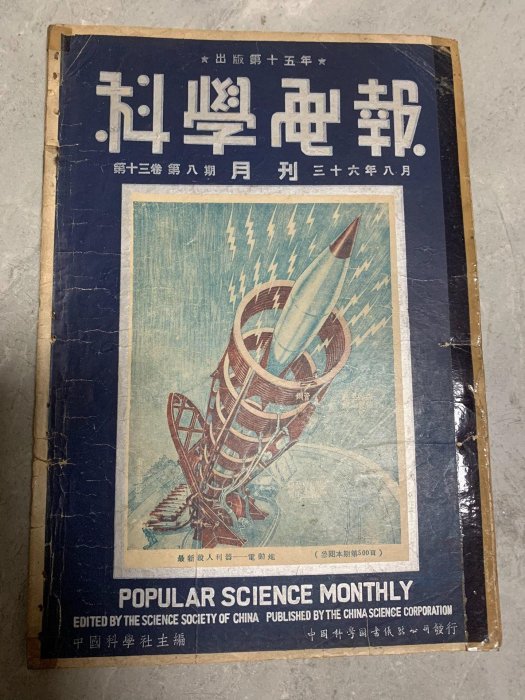 ★出版第十五年★
科學畫報
第十三卷 第八期 月刊 三十六年八月
最新殺人利器——電動炮 (參閱本期第500頁)
POPULAR SCIENCE MONTHLY
EDITED BY THE SCIENCE SOCIETY OF CHINA PUBLISHED BY THE CHINA SCIENCE CORPORATION
中國科學社主編 中國科學圖書儀器公司發行